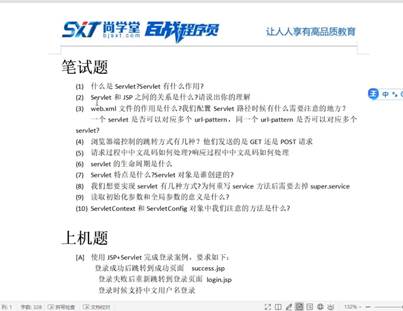 SXT 尚学堂 百战程序员 让人人享有高品质教育
bjsxt.com
笔试题
(1) 什么是 Servlet?Servlet 有什么作用?
(2) Servlet 和 JSP 之间的关系是什么?请说出你的理解
(3) web.xml 文件的作用是什么?我们配置 Servlet 路径时候有什么需要注意的地方?
一个 servlet 是否可以对应多个 url-pattern，同一个 url-pattern 是否可以对应多个
servlet?
(4) 浏览器端控制的跳转方式有几种? 他们发送的是 GET 还是 POST 请求
(5) 请求过程中中文乱码如何处理?响应过程中中文乱码如何处理
(6) servlet 的生命周期是什么
(7) Servlet 特点是什么?Servlet 对象是谁创建的?
(8) 我们想要实现 servlet 有几种方式? 为何重写 service 方法后需要去掉 super.service
(9) 读取初始化参数和全局参数的意义是什么?
(10) ServletContext 和 ServletConfig 对象中我们注意的方法是什么?
上机题
[A] 使用 JSP+Servlet 完成登录案例，要求如下:
登录成功后跳转到成功页面 success.jsp
登录失败后重新跳转到登录页面 login.jsp
登录时候支持中文用户名登录
王
列: 1 字数: 328 拼写检查 文档校对 132%